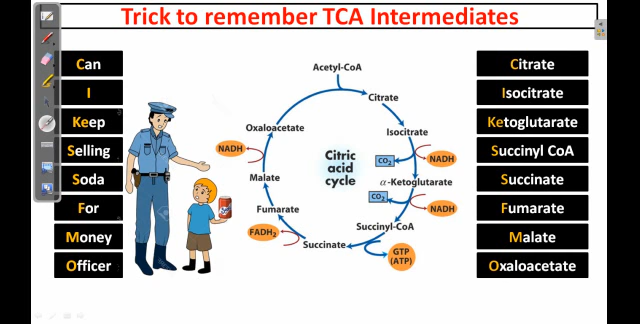 Trick to remember TCA Intermediates
Can
I
Keep
Selling
Soda
For
Money
Officer
Acetyl-CoA
Citrate
Isocitrate
CO₂
NADH
α-Ketoglutarate
CO₂
NADH
Succinyl-CoA
GTP
(ATP)
Succinate
FADH₂
Fumarate
Malate
NADH
Oxaloacetate
Citric
acid
cycle
Citrate
Isocitrate
Ketoglutarate
Succinyl CoA
Succinate
Fumarate
Malate
Oxaloacetate